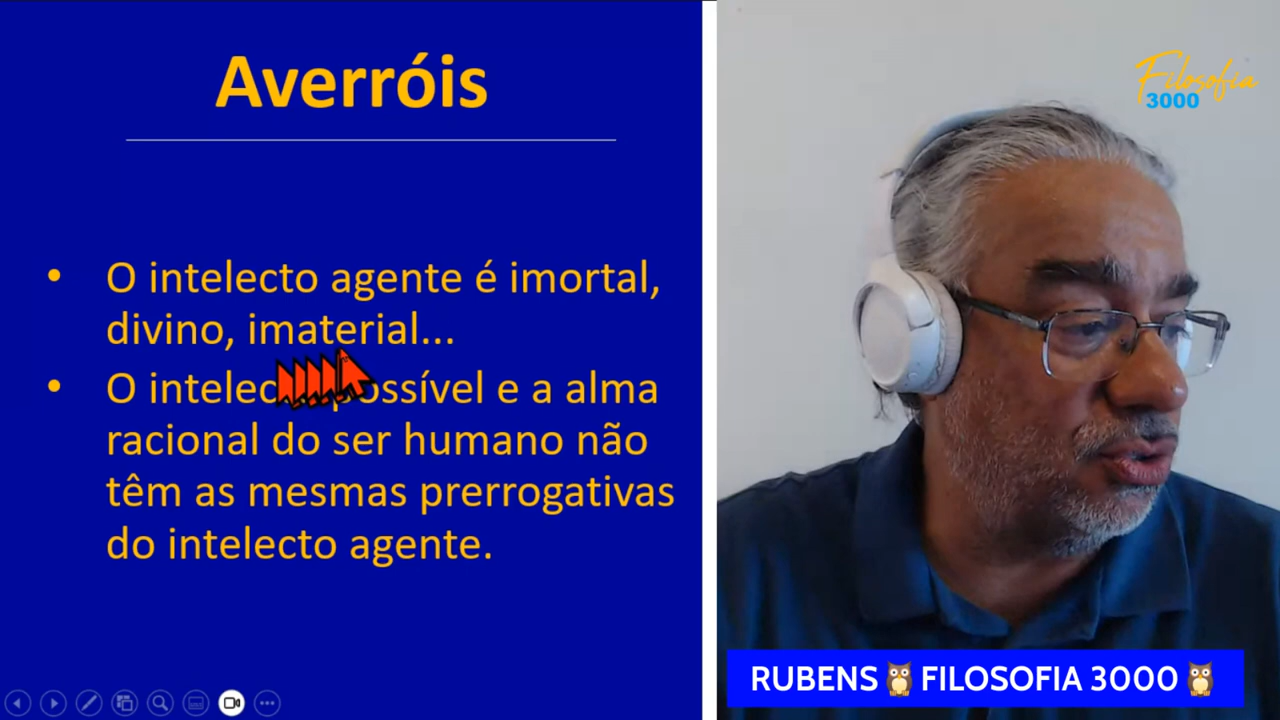 Averróis
• O intelecto agente é imortal,
divino, imaterial...
• O intelec possível e a alma
racional do ser humano não
têm as mesmas prerrogativas
do intelecto agente.
Filosofia
3000
RUBENS🦉FILOSOFIA 3000🦉